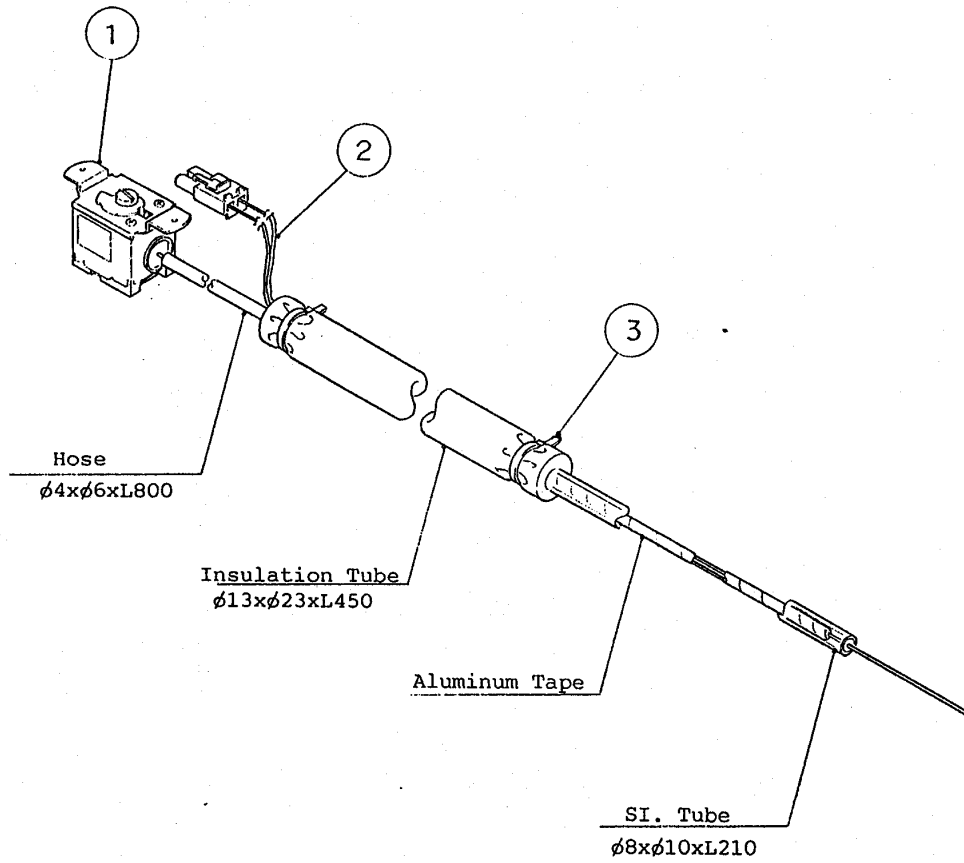 1
2
3
Hose
ø4xø6xL800
Insulation Tube
ø13xø23xL450
Aluminum Tape
SI. Tube
ø8xø10xL210